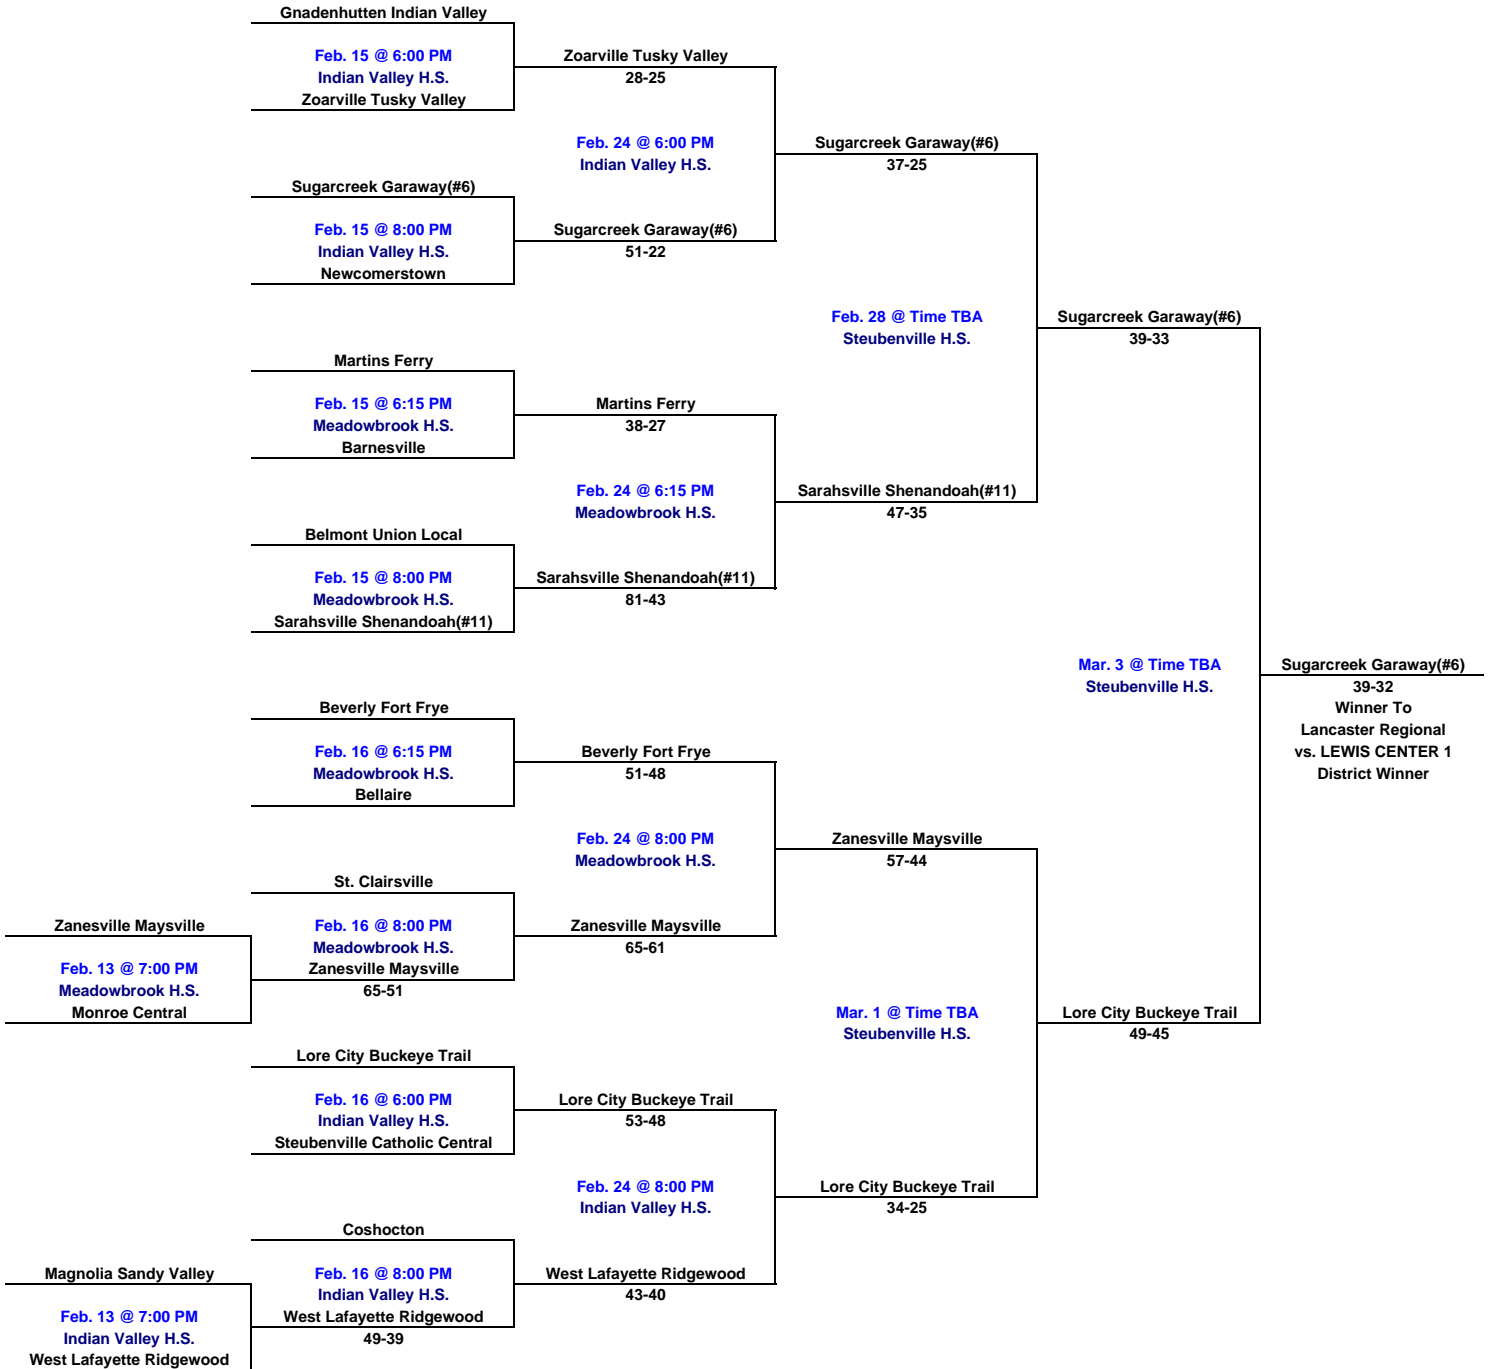 Gnadenhutten Indian Valley
Feb. 15 @ 6:00 PM
Indian Valley H.S.
Zoarville Tusky Valley
Zoarville Tusky Valley
28-25
Feb. 24 @ 6:00 PM
Indian Valley H.S.
Sugarcreek Garaway(#6)
37-25
Sugarcreek Garaway(#6)
Feb. 15 @ 8:00 PM
Indian Valley H.S.
Newcomerstown
Sugarcreek Garaway(#6)
51-22
Feb. 28 @ Time TBA
Steubenville H.S.
Sugarcreek Garaway(#6)
39-33
Martins Ferry
Feb. 15 @ 6:15 PM
Meadowbrook H.S.
Barnesville
Martins Ferry
38-27
Feb. 24 @ 6:15 PM
Meadowbrook H.S.
Sarahsville Shenandoah(#11)
47-35
Belmont Union Local
Feb. 15 @ 8:00 PM
Meadowbrook H.S.
Sarahsville Shenandoah(#11)
Sarahsville Shenandoah(#11)
81-43
Mar. 3 @ Time TBA
Steubenville H.S.
Sugarcreek Garaway(#6)
39-32
Winner To
Lancaster Regional
vs. LEWIS CENTER 1
District Winner
Beverly Fort Frye
Feb. 16 @ 6:15 PM
Meadowbrook H.S.
Bellaire
Beverly Fort Frye
51-48
Feb. 24 @ 8:00 PM
Meadowbrook H.S.
Zanesville Maysville
57-44
St. Clairsville
Feb. 16 @ 8:00 PM
Meadowbrook H.S.
Zanesville Maysville
65-51
Zanesville Maysville
65-61
Zanesville Maysville
Feb. 13 @ 7:00 PM
Meadowbrook H.S.
Monroe Central
Mar. 1 @ Time TBA
Steubenville H.S.
Lore City Buckeye Trail
49-45
Lore City Buckeye Trail
Feb. 16 @ 6:00 PM
Indian Valley H.S.
Steubenville Catholic Central
Lore City Buckeye Trail
53-48
Feb. 24 @ 8:00 PM
Indian Valley H.S.
Lore City Buckeye Trail
34-25
Coshocton
Feb. 16 @ 8:00 PM
Indian Valley H.S.
West Lafayette Ridgewood
49-39
West Lafayette Ridgewood
43-40
Magnolia Sandy Valley
Feb. 13 @ 7:00 PM
Indian Valley H.S.
West Lafayette Ridgewood